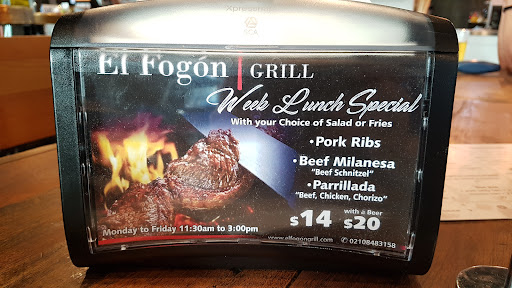 Xpressnap
SCA
El Fogón | GRILL
Week Lunch Special
With your Choice of Salad or Fries
•Pork Ribs
•Beef Milanesa
"Beef Schnitzel"
•Parrillada
"Beef, Chicken, Chorizo"
$14 with a Beer $20
Monday to Friday 11:30am to 3:00pm
www.elfogongrill.com 02108483158